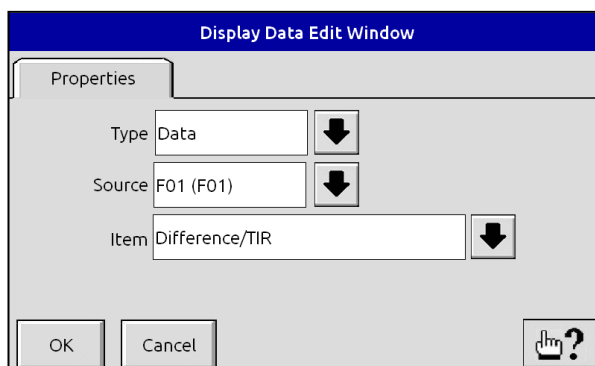 Display Data Edit Window
Properties
Type Data
Source F01 (F01)
Item Difference/TIR
OK Cancel ?